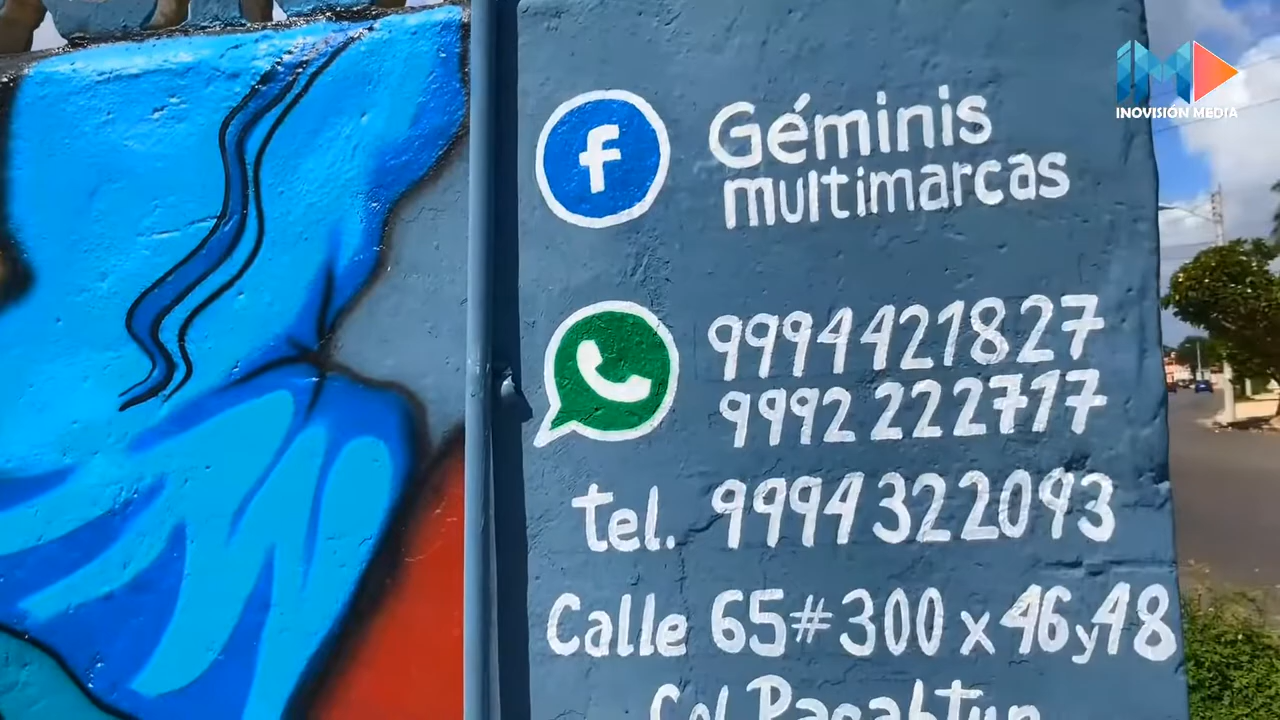 INOVISIÓN MEDIA
f
Géminis
multimarcas
9994421827
9992222717
tel. 9994322093
Calle 65#300 x 46y48